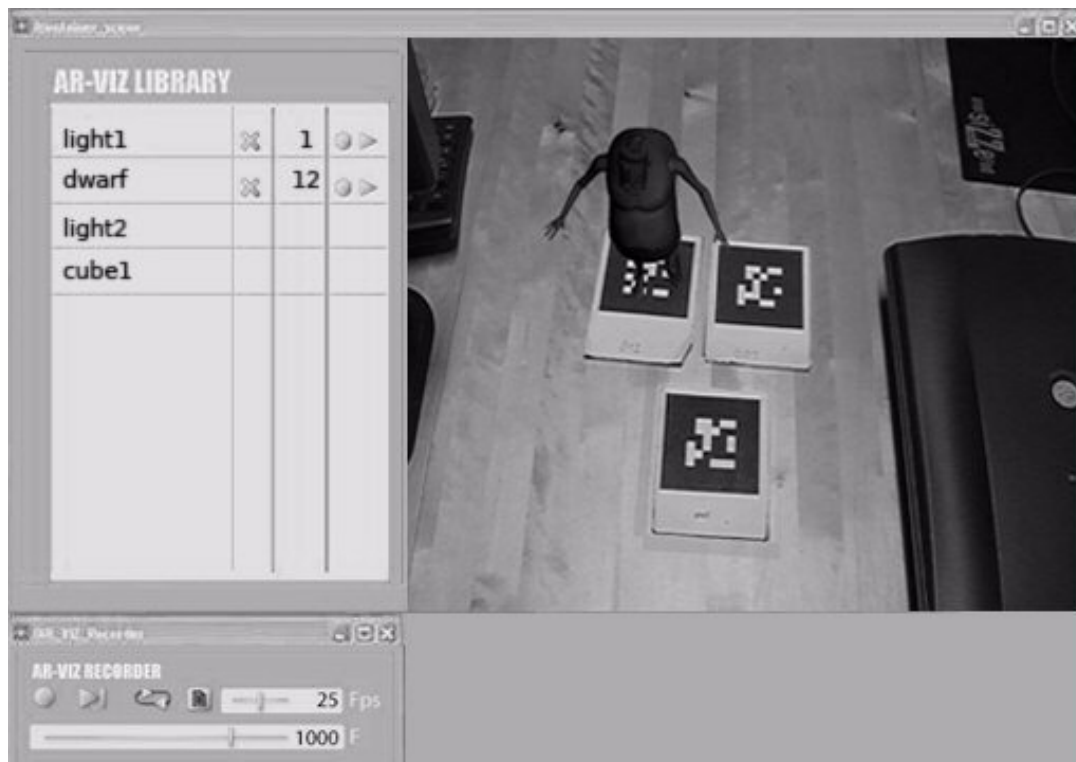 AR-VIZ LIBRARY
light1 1
dwarf 12
light2
cube1
AR-VIZ RECORDER
25 Fps
1000 F